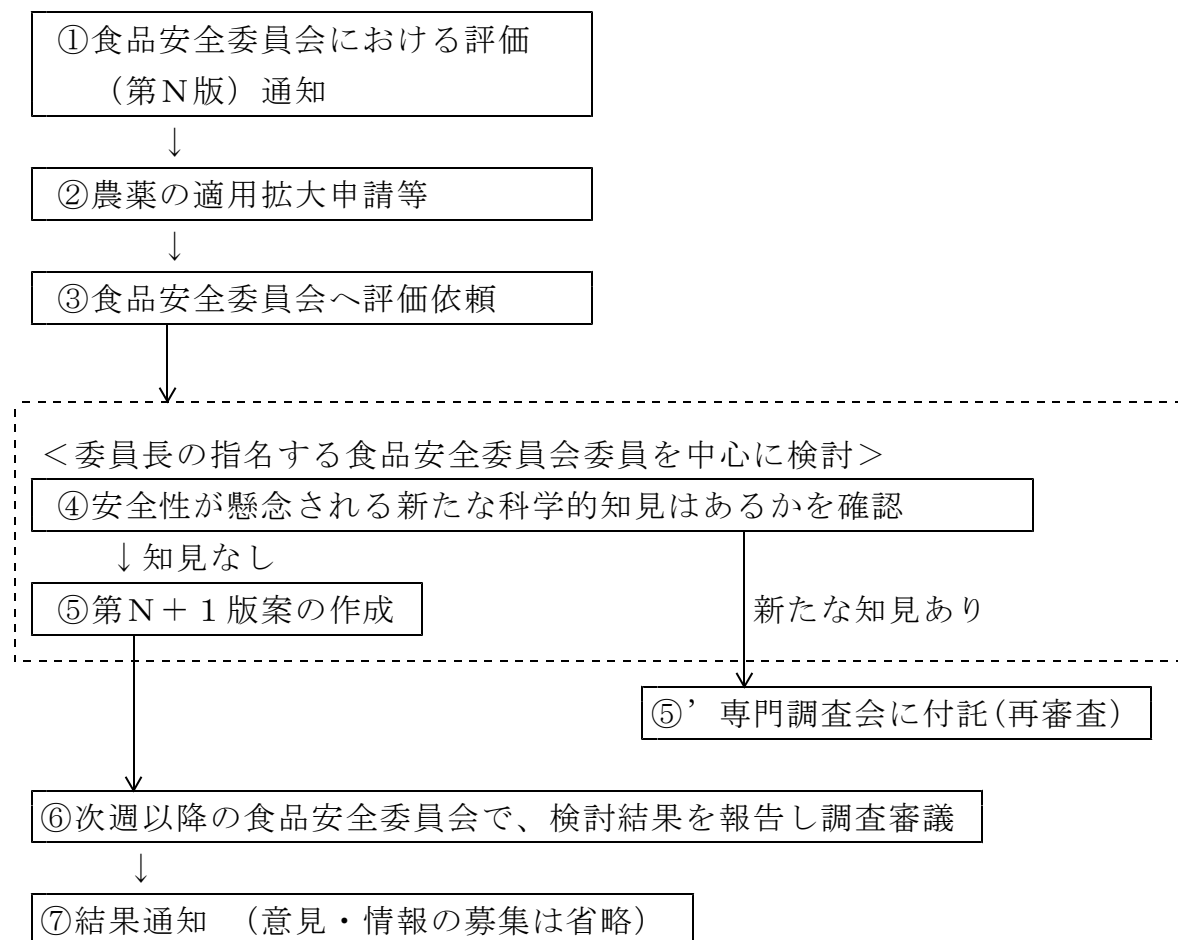 ①食品安全委員会における評価
（第Ｎ版）通知
↓
②農薬の適用拡大申請等
↓
③食品安全委員会へ評価依頼
＜委員長の指名する食品安全委員会委員を中心に検討＞
④安全性が懸念される新たな科学的知見はあるかを確認
↓知見なし
⑤第Ｎ＋１版案の作成
新たな知見あり
⑤’専門調査会に付託(再審査)
⑥次週以降の食品安全委員会で、検討結果を報告し調査審議
↓
⑦結果通知　（意見・情報の募集は省略）